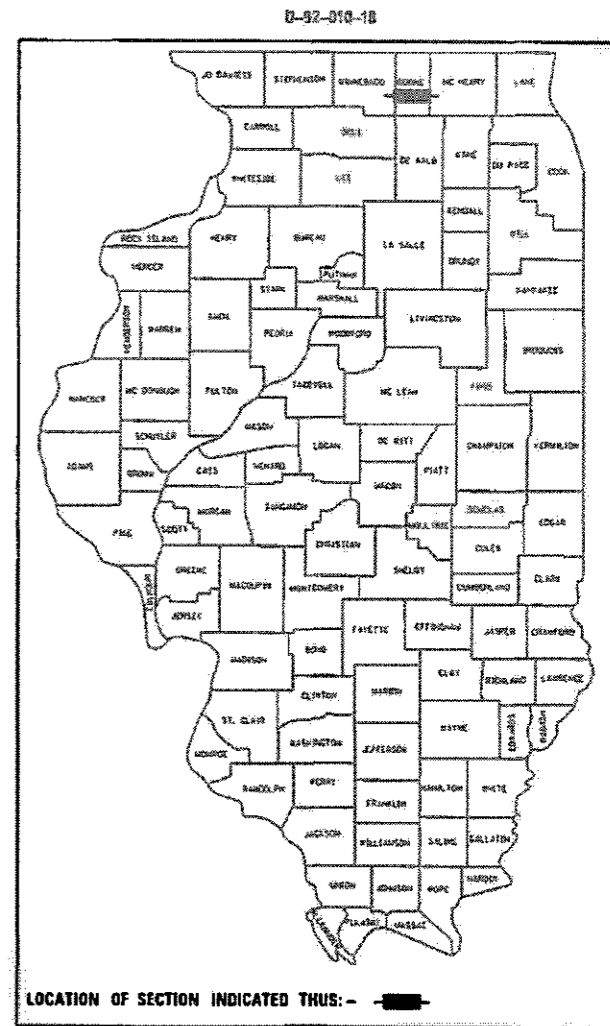 D-92-010-18
JO DAVIESS STEPHENSON WINNEBAGO BOONE MC HENRY LAKE
CARROLL OGLE DE KALB KANE DU PAGE COOK
WHITESIDE LEE
KENDALL WILL
ROCK ISLAND HENRY BUREAU LA SALLE GRUNDY
MERCER PUTNAM KANKAKEE
STARK MARSHALL
HENDERSON WARREN KNOX PEORIA WOODFORD LIVINGSTON IROQUOIS
HANCOCK MC DONOUGH FULTON TAZEWELL MC LEAN FORD
SCHUYLER MASON LOGAN DE WITT CHAMPAIGN VERMILION
ADAMS BROWN CASS MENARD MACON PIATT
MORGAN SANGAMON DOUGLAS EDGAR
PIKE SCOTT CHRISTIAN MOULTRIE COLES
GREENE MACOUPIN MONTGOMERY SHELBY CUMBERLAND CLARK
CALHOUN JERSEY
FAYETTE EFFINGHAM JASPER CRAWFORD
MADISON BOND
CLAY RICHLAND LAWRENCE
CLINTON MARION
ST. CLAIR WAYNE EDWARDS WABASH
MONROE WASHINGTON JEFFERSON
RANDOLPH PERRY HAMILTON WHITE
FRANKLIN
JACKSON WILLIAMSON SALINE GALLATIN
UNION JOHNSON POPE HARDIN
ALEXANDER PULASKI MASSAC
LOCATION OF SECTION INDICATED THUS:-